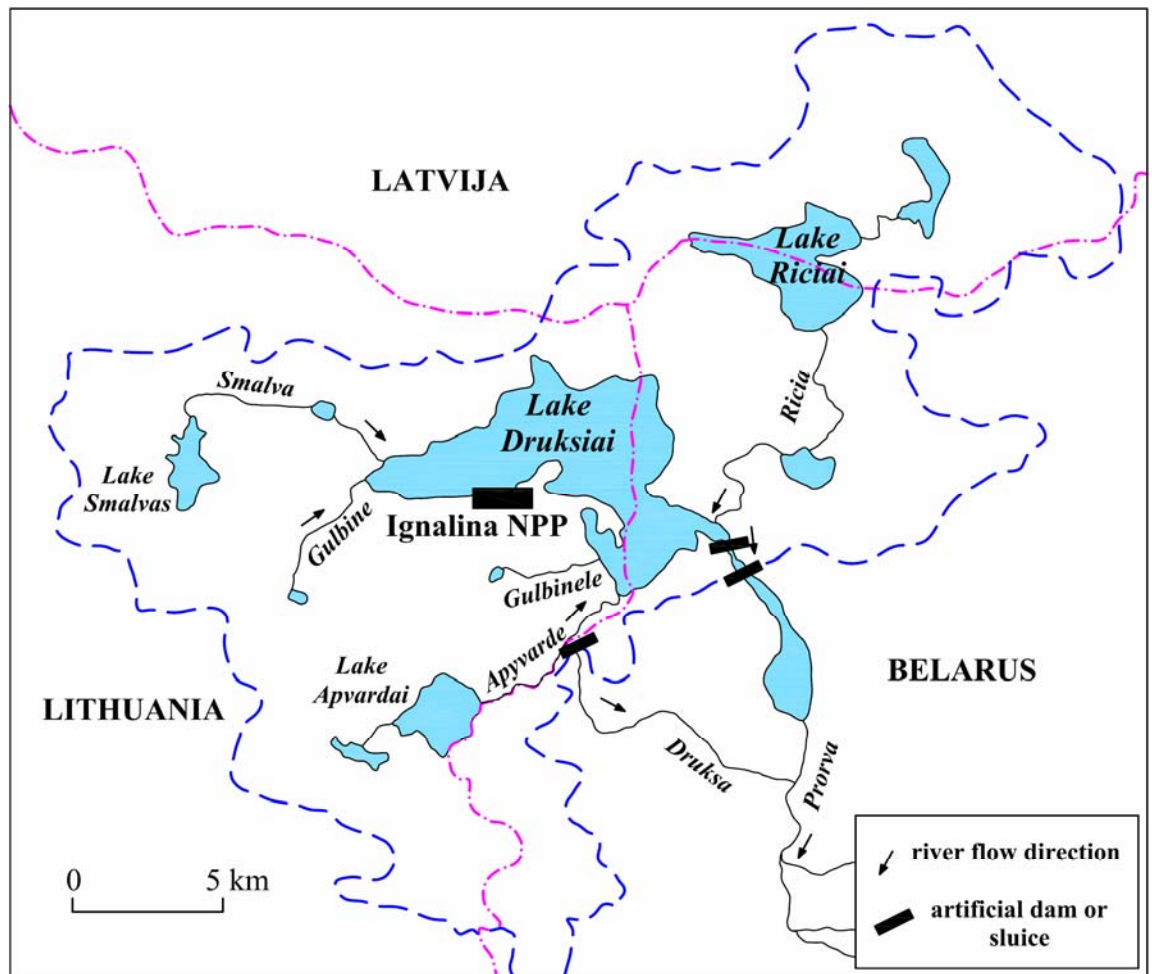 LATVIJA
Lake
Riciai
Smalva
Lake
Druksiai
Ricia
Lake
Smalvas
Gulbine
Ignalina NPP
Gulbinele
Apyvarde
Lake
Apvardai
BELARUS
LITHUANIA
Druksa
Prorva
0 5 km
river flow direction
artificial dam or
sluice